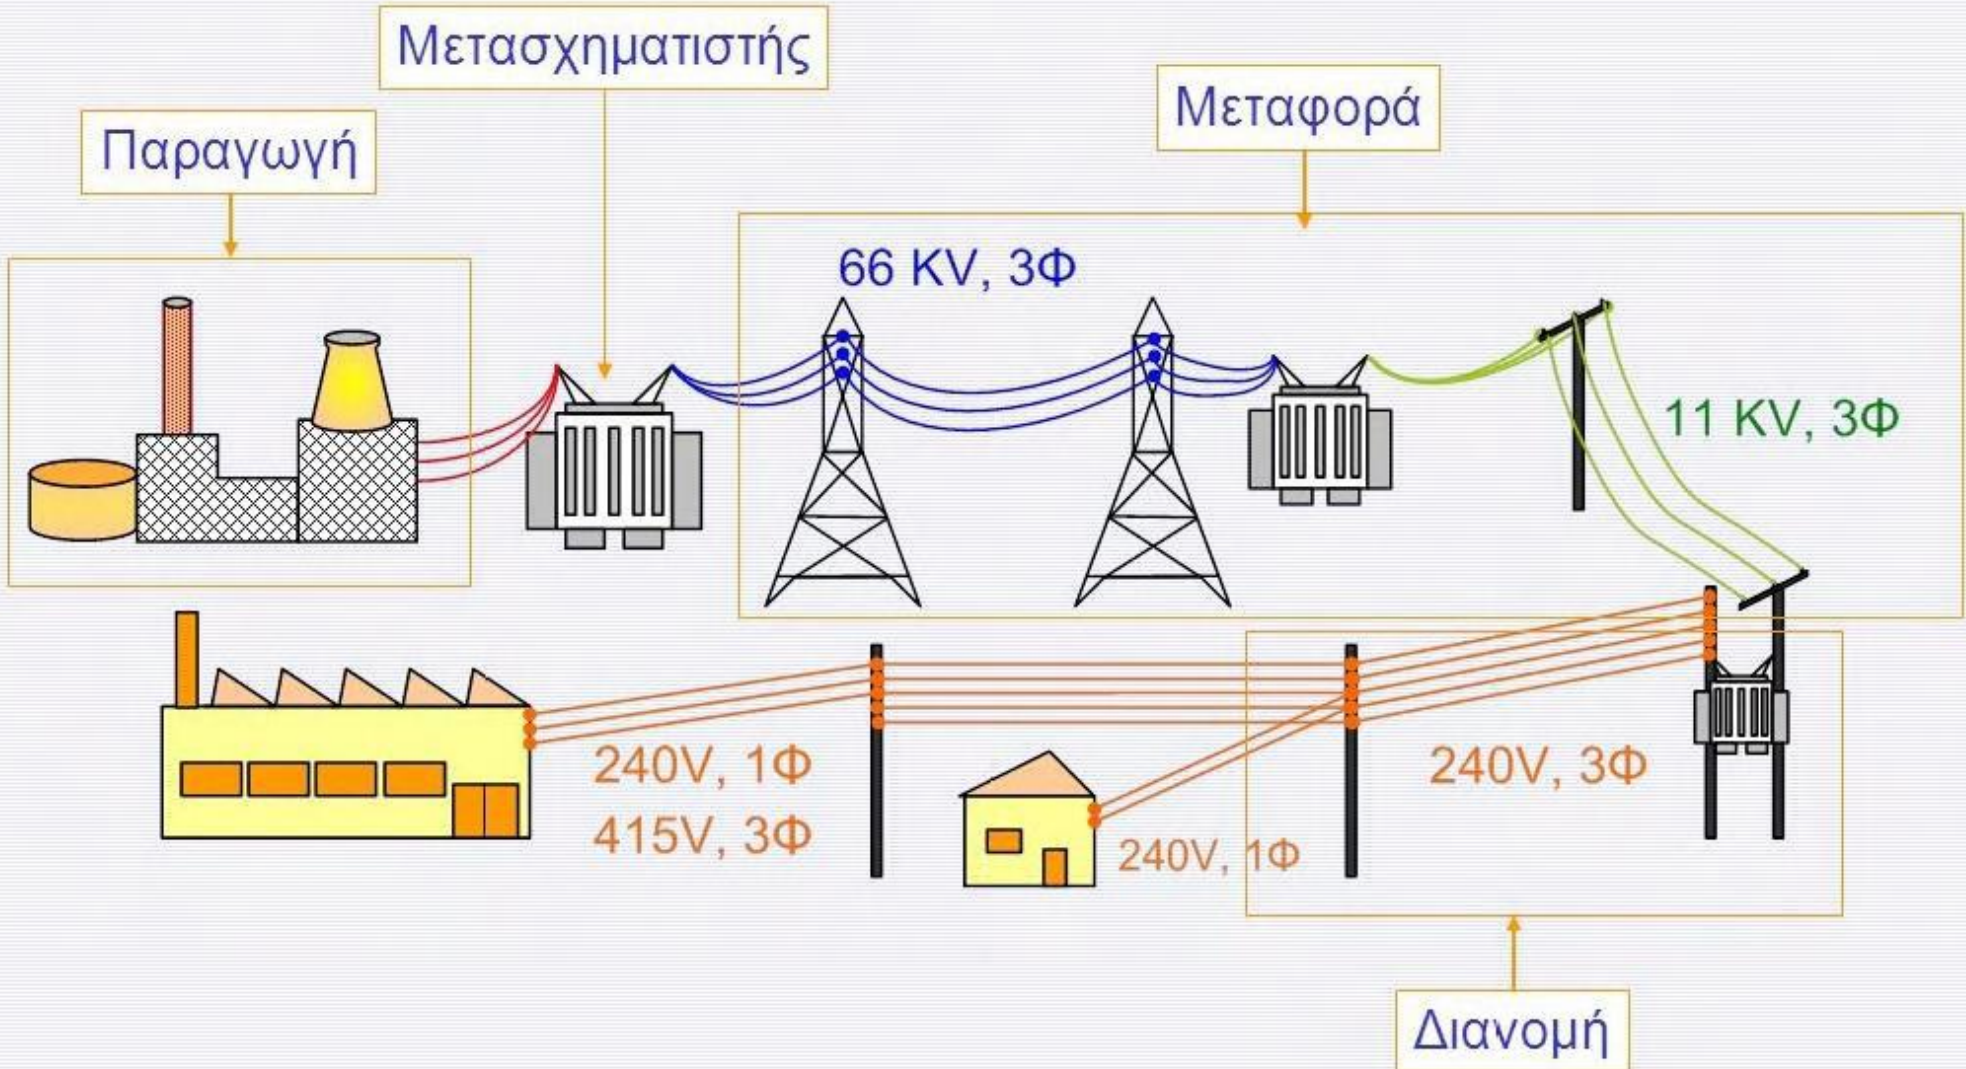 Μετασχηματιστής
Μεταφορά
Παραγωγή
66 KV, 3Φ
11 KV, 3Φ
240V, 1Φ
415V, 3Φ
240V, 1Φ
240V, 3Φ
Διανομή